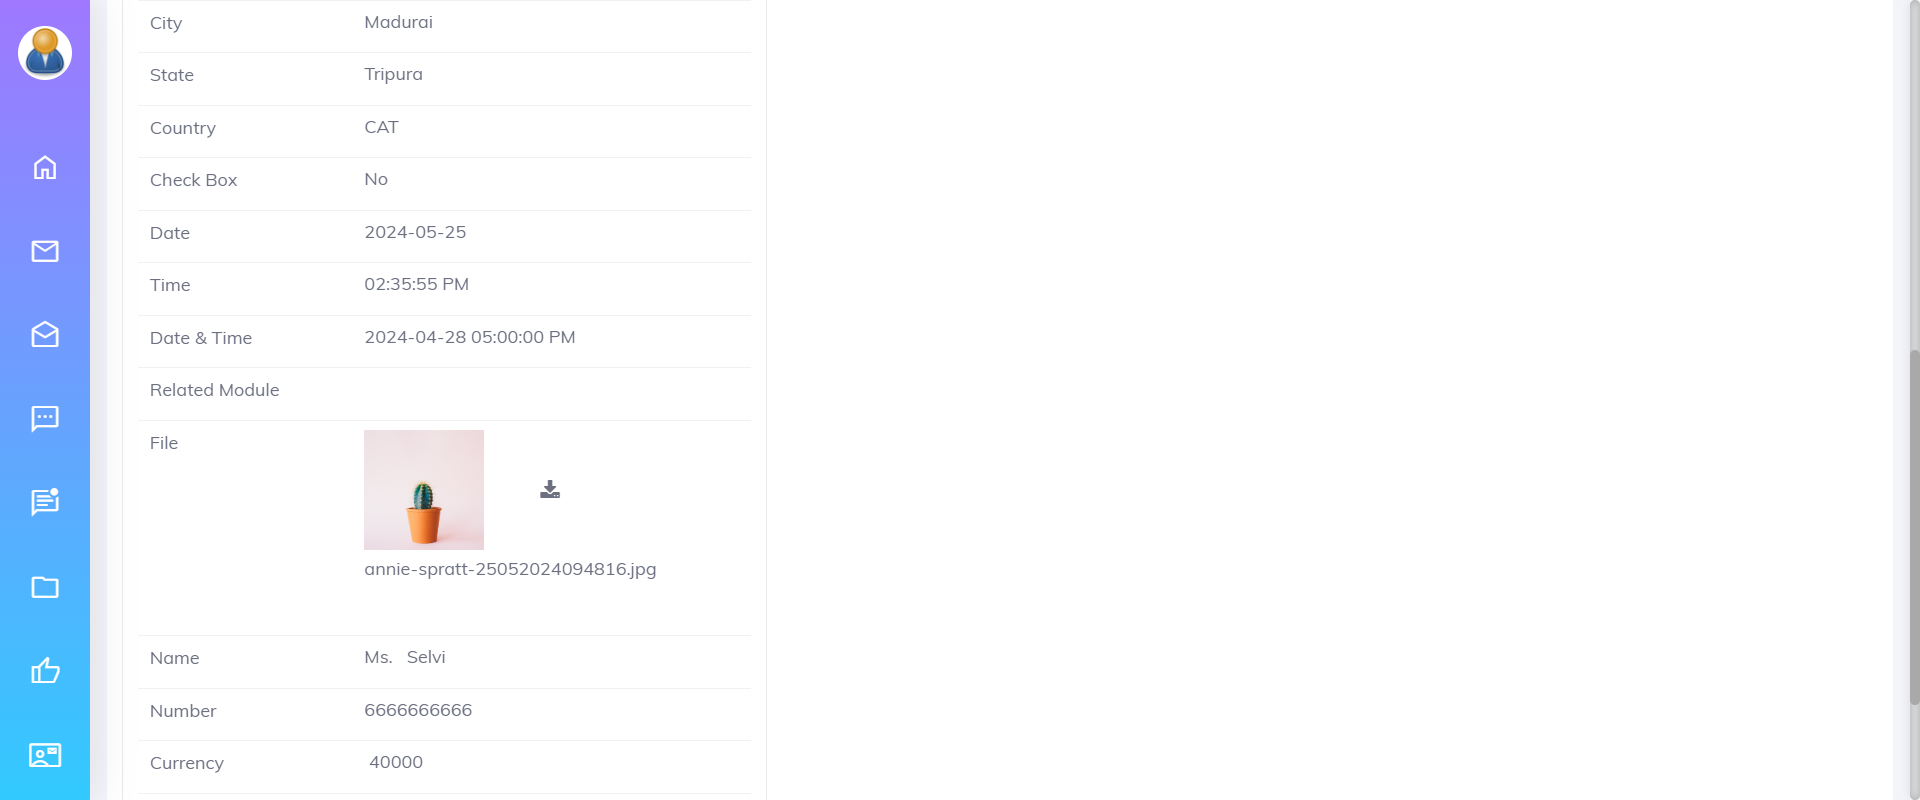 City Madurai
State Tripura
Country CAT
Check Box No
Date 2024-05-25
Time 02:35:55 PM
Date & Time 2024-04-28 05:00:00 PM
Related Module
File
annie-spratt-25052024094816.jpg
Name Ms. Selvi
Number 6666666666
Currency 40000